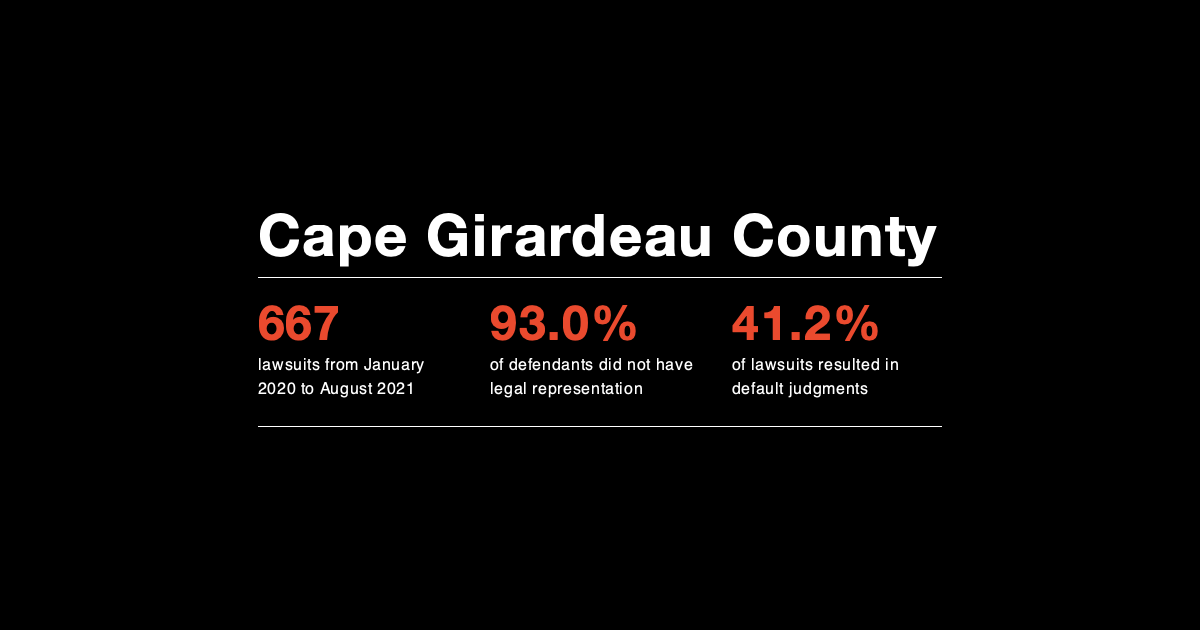 Cape Girardeau County
667
lawsuits from January
2020 to August 2021
93.0%
of defendants did not have
legal representation
41.2%
of lawsuits resulted in
default judgments